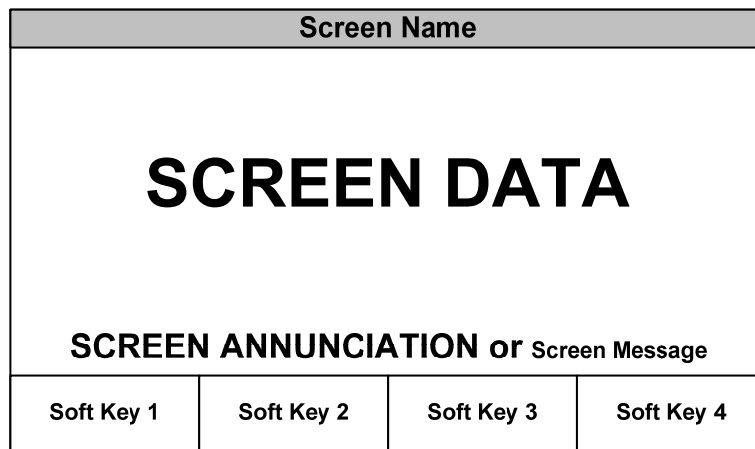 Screen Name
SCREEN DATA
SCREEN ANNUNCIATION or Screen Message
Soft Key 1 Soft Key 2 Soft Key 3 Soft Key 4